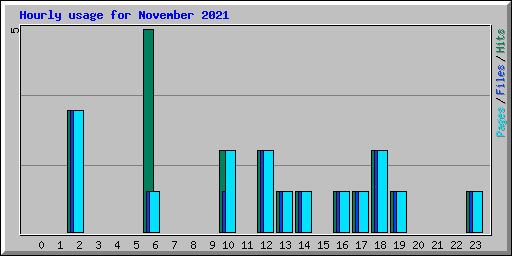 Hourly usage for November 2021
5
Pages/Files/Hits
0 1 2 3 4 5 6 7 8 9 10 11 12 13 14 15 16 17 18 19 20 21 22 23